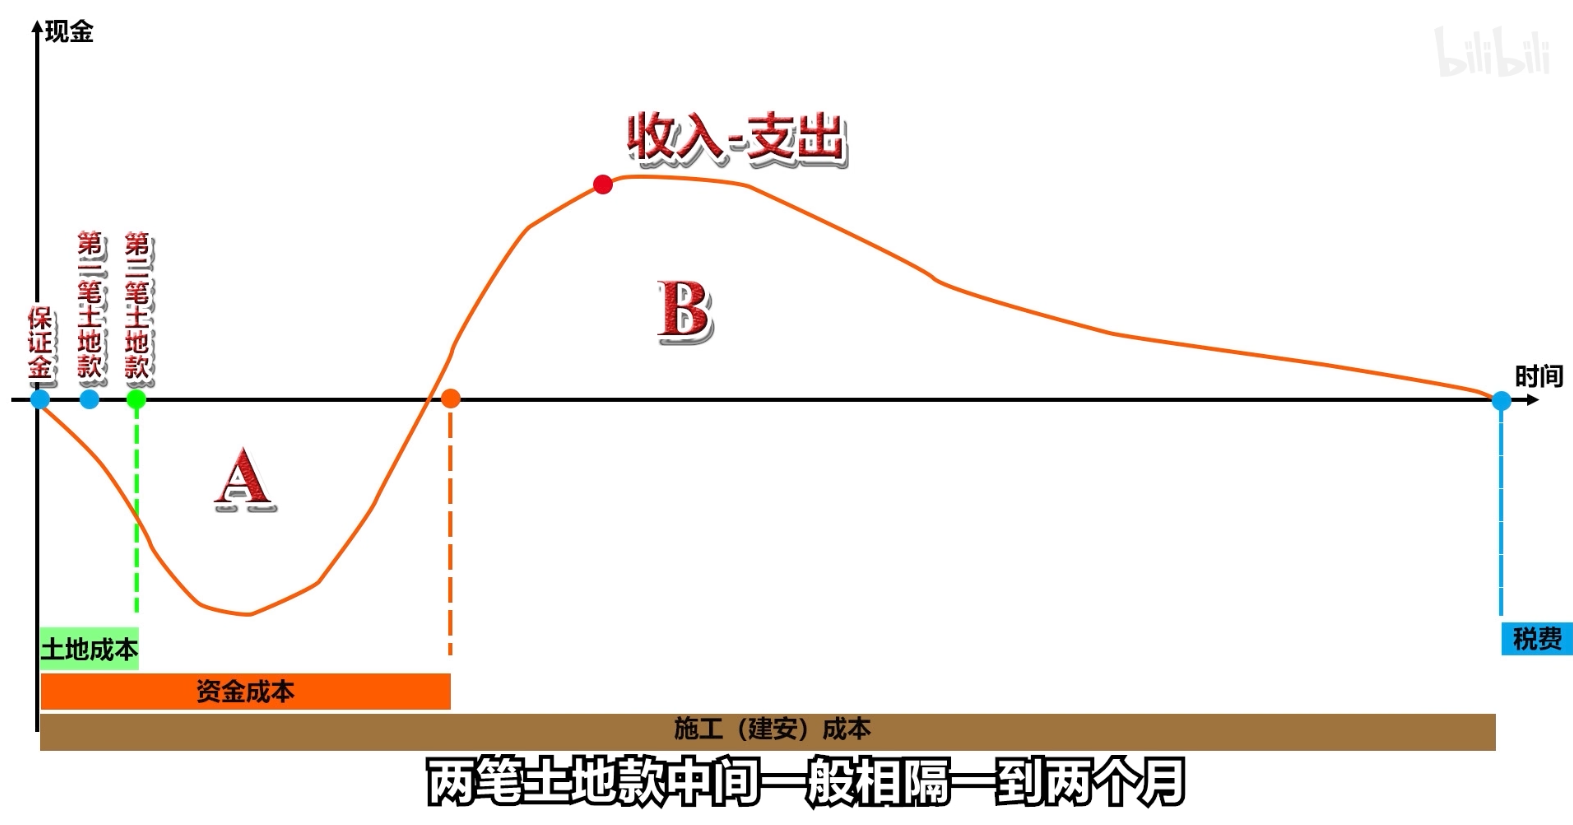 现金
bilibili
收入-支出
第一笔土地款
第二笔土地款
保证金
B
时间
A
土地成本
税费
资金成本
施工（建安）成本
两笔土地款中间一般相隔一到两个月